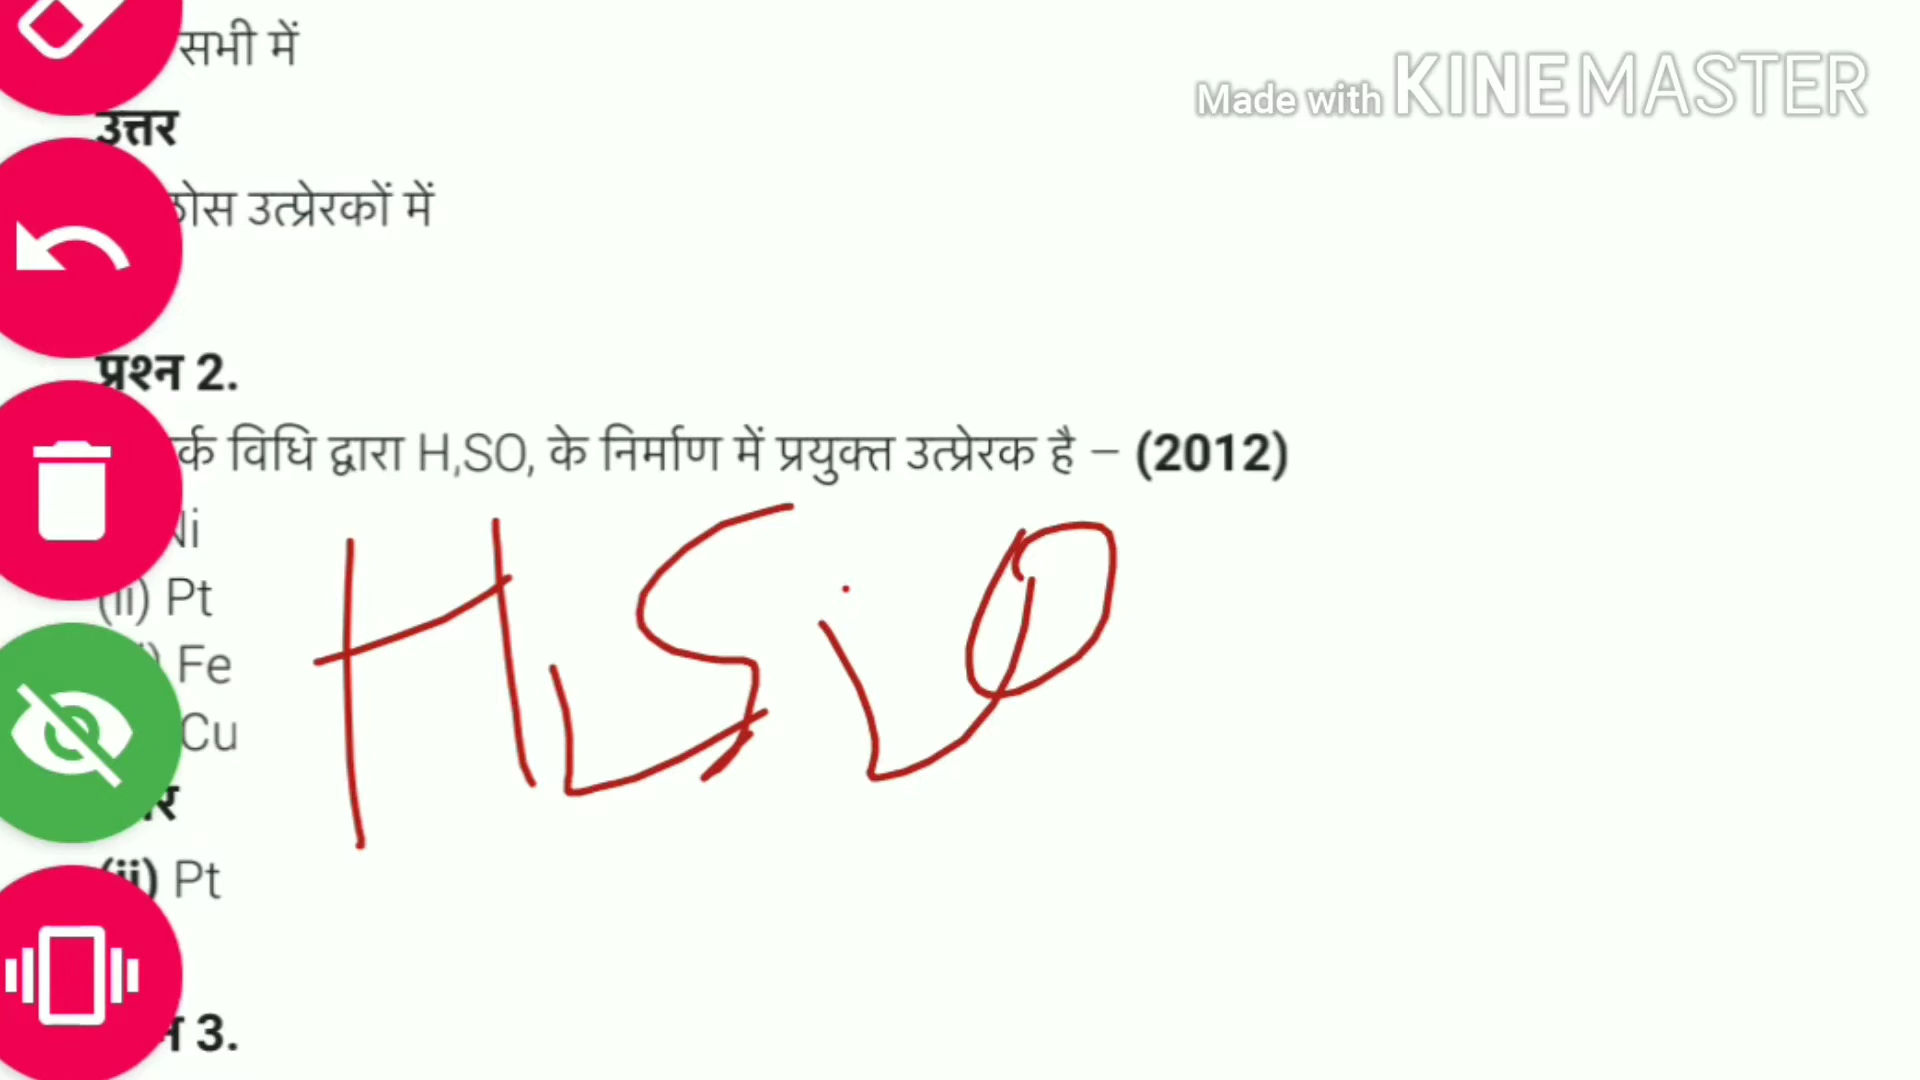 सभी में
Made with KINEMASTER
उत्तर
ठोस उत्प्रेरकों में
प्रश्न 2.
र्क विधि द्वारा H,SO, के निर्माण में प्रयुक्त उत्प्रेरक है – (2012)
Ni
(ii) Pt
Fe
Cu
(ii) Pt
3.